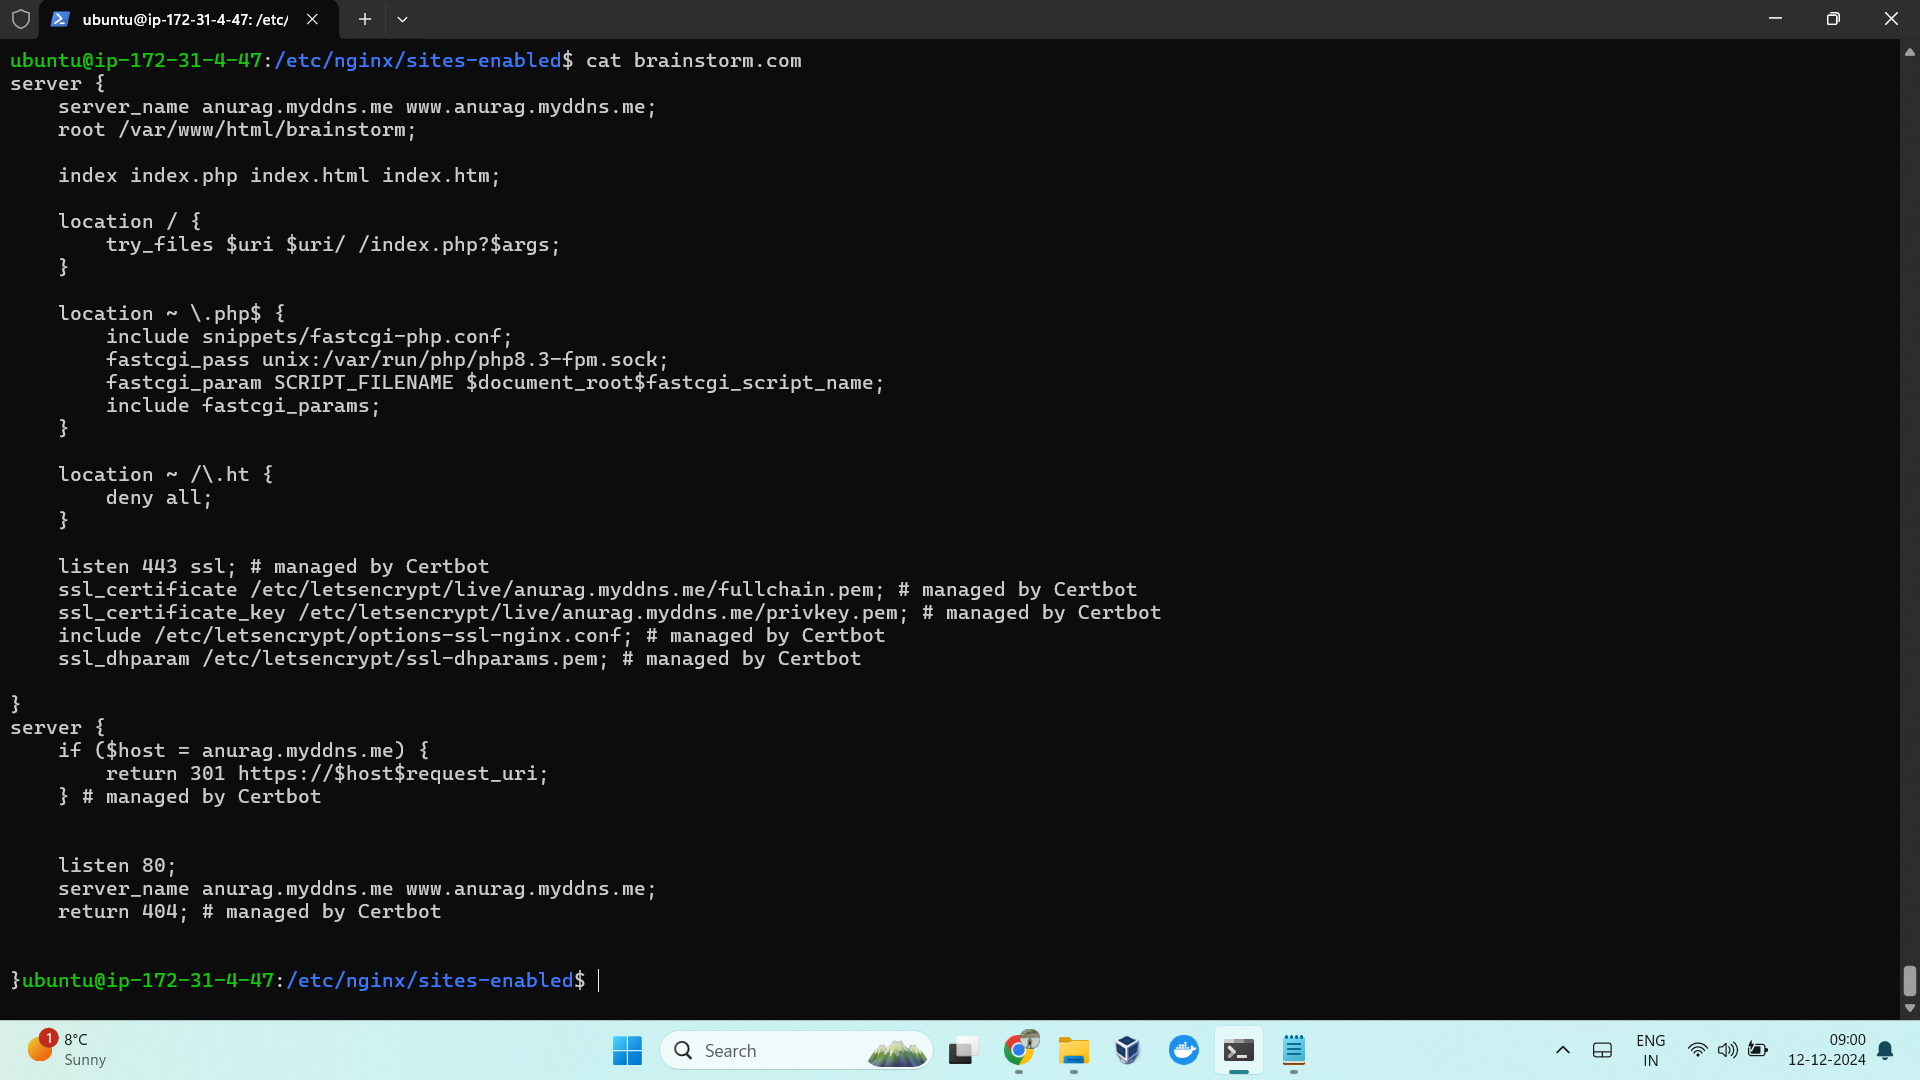 ubuntu@ip-172-31-4-47: /etc/
ubuntu@ip-172-31-4-47:/etc/nginx/sites-enabled$ cat brainstorm.com
server {
    server_name anurag.myddns.me www.anurag.myddns.me;
    root /var/www/html/brainstorm;

    index index.php index.html index.htm;

    location / {
        try_files $uri $uri/ /index.php?$args;
    }

    location ~ \.php$ {
        include snippets/fastcgi-php.conf;
        fastcgi_pass unix:/var/run/php/php8.3-fpm.sock;
        fastcgi_param SCRIPT_FILENAME $document_root$fastcgi_script_name;
        include fastcgi_params;
    }

    location ~ /\.ht {
        deny all;
    }

    listen 443 ssl; # managed by Certbot
    ssl_certificate /etc/letsencrypt/live/anurag.myddns.me/fullchain.pem; # managed by Certbot
    ssl_certificate_key /etc/letsencrypt/live/anurag.myddns.me/privkey.pem; # managed by Certbot
    include /etc/letsencrypt/options-ssl-nginx.conf; # managed by Certbot
    ssl_dhparam /etc/letsencrypt/ssl-dhparams.pem; # managed by Certbot

}
server {
    if ($host = anurag.myddns.me) {
        return 301 https://$host$request_uri;
    } # managed by Certbot


    listen 80;
    server_name anurag.myddns.me www.anurag.myddns.me;
    return 404; # managed by Certbot


}ubuntu@ip-172-31-4-47:/etc/nginx/sites-enabled$
1
8°C
Sunny
Search
ENG
IN
09:00
12-12-2024